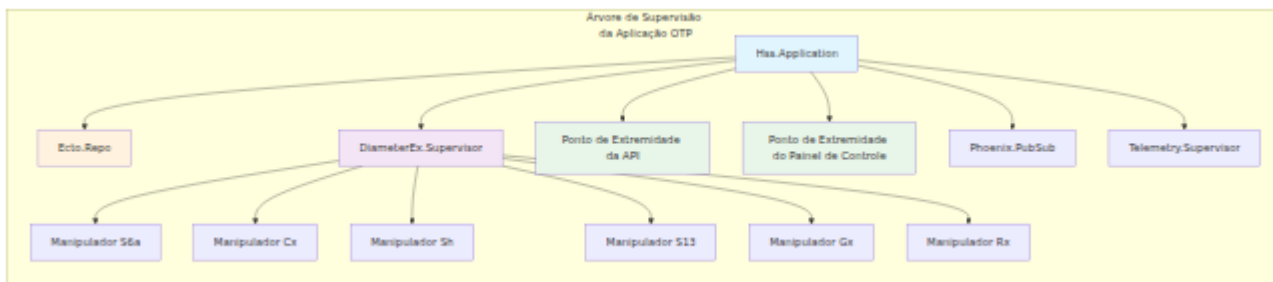 Árvore de Supervisão
da Aplicação OTP
Hss.Application
Ecto.Repo
DiameterEx.Supervisor
Ponto de Extremidade
da API
Ponto de Extremidade
do Painel de Controle
Phoenix.PubSub
Telemetry.Supervisor
Manipulador S6a
Manipulador Cx
Manipulador Sh
Manipulador S13
Manipulador Gx
Manipulador Rx